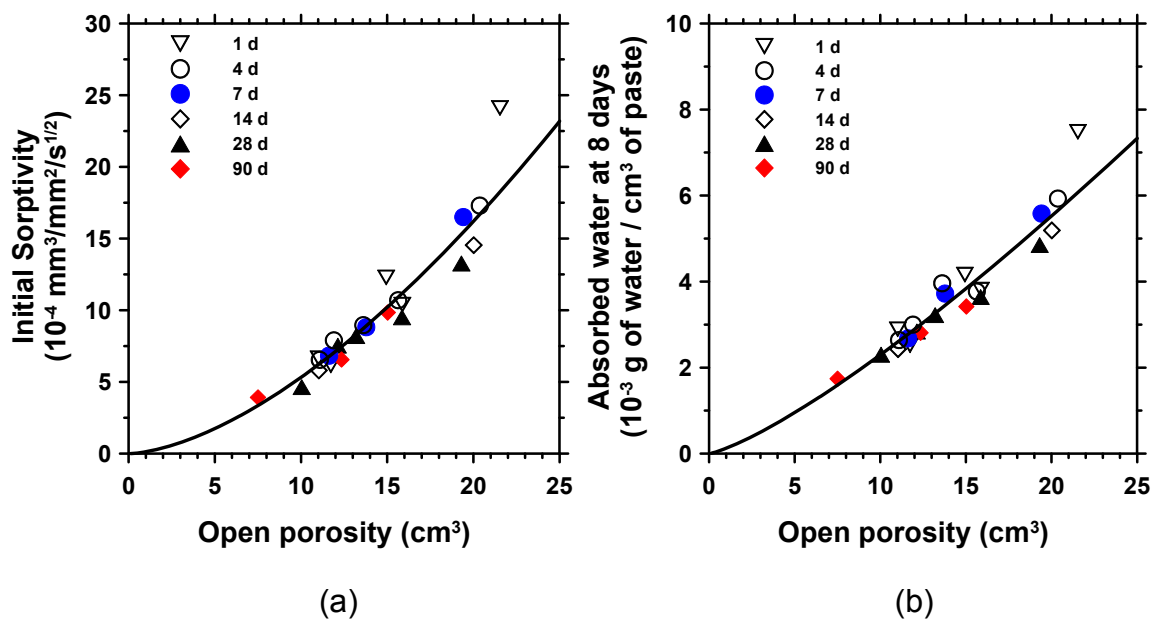 Initial Sorptivity
(10⁻⁴ mm³/mm²/s¹ᐟ²)
30
25
20
15
10
5
0
1 d
4 d
7 d
14 d
28 d
90 d
0 5 10 15 20 25
Open porosity (cm³)
(a)
Absorbed water at 8 days
(10⁻³ g of water / cm³ of paste)
10
8
6
4
2
0
1 d
4 d
7 d
14 d
28 d
90 d
0 5 10 15 20 25
Open porosity (cm³)
(b)